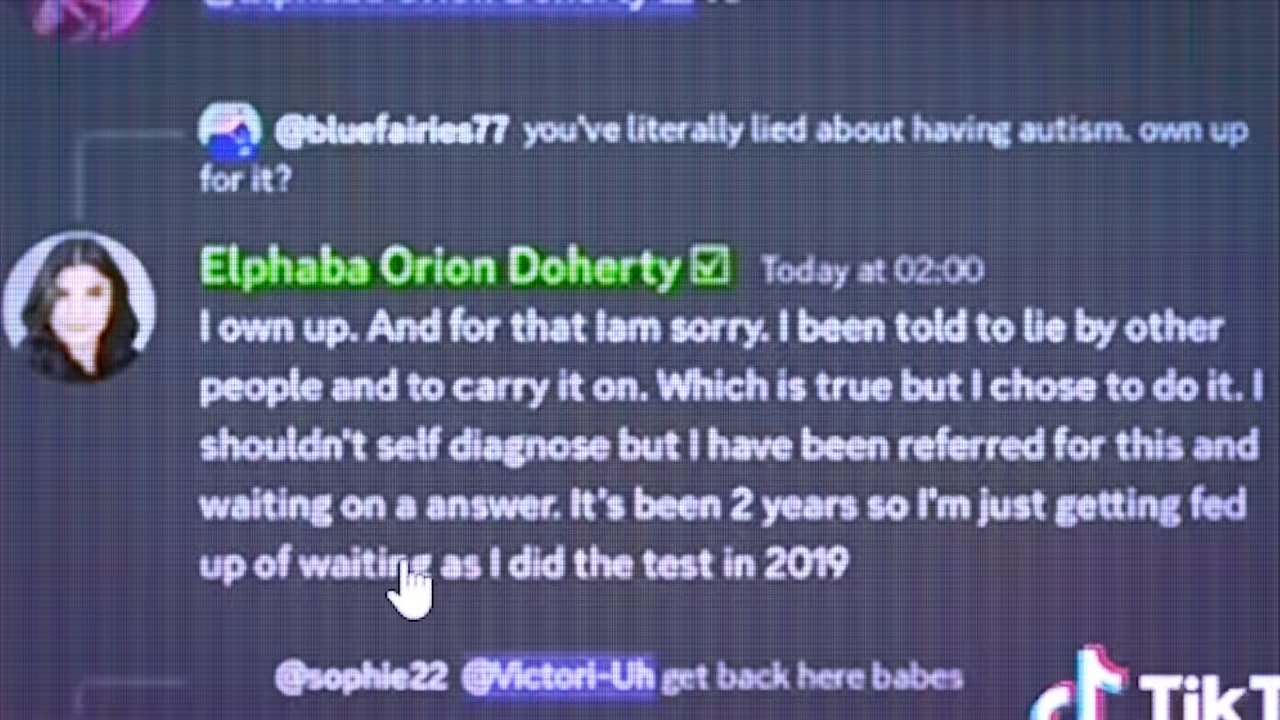 @bluefairies77 you've literally lied about having autism. own up
for it?
Elphaba Orion Doherty ☑ Today at 02:00
I own up. And for that Iam sorry. I been told to lie by other
people and to carry it on. Which is true but I chose to do it. I
shouldn't self diagnose but I have been referred for this and
waiting on a answer. It's been 2 years so I'm just getting fed
up of waiting as I did the test in 2019
@sophie22 @Victori-Uh get back here babes
TikT